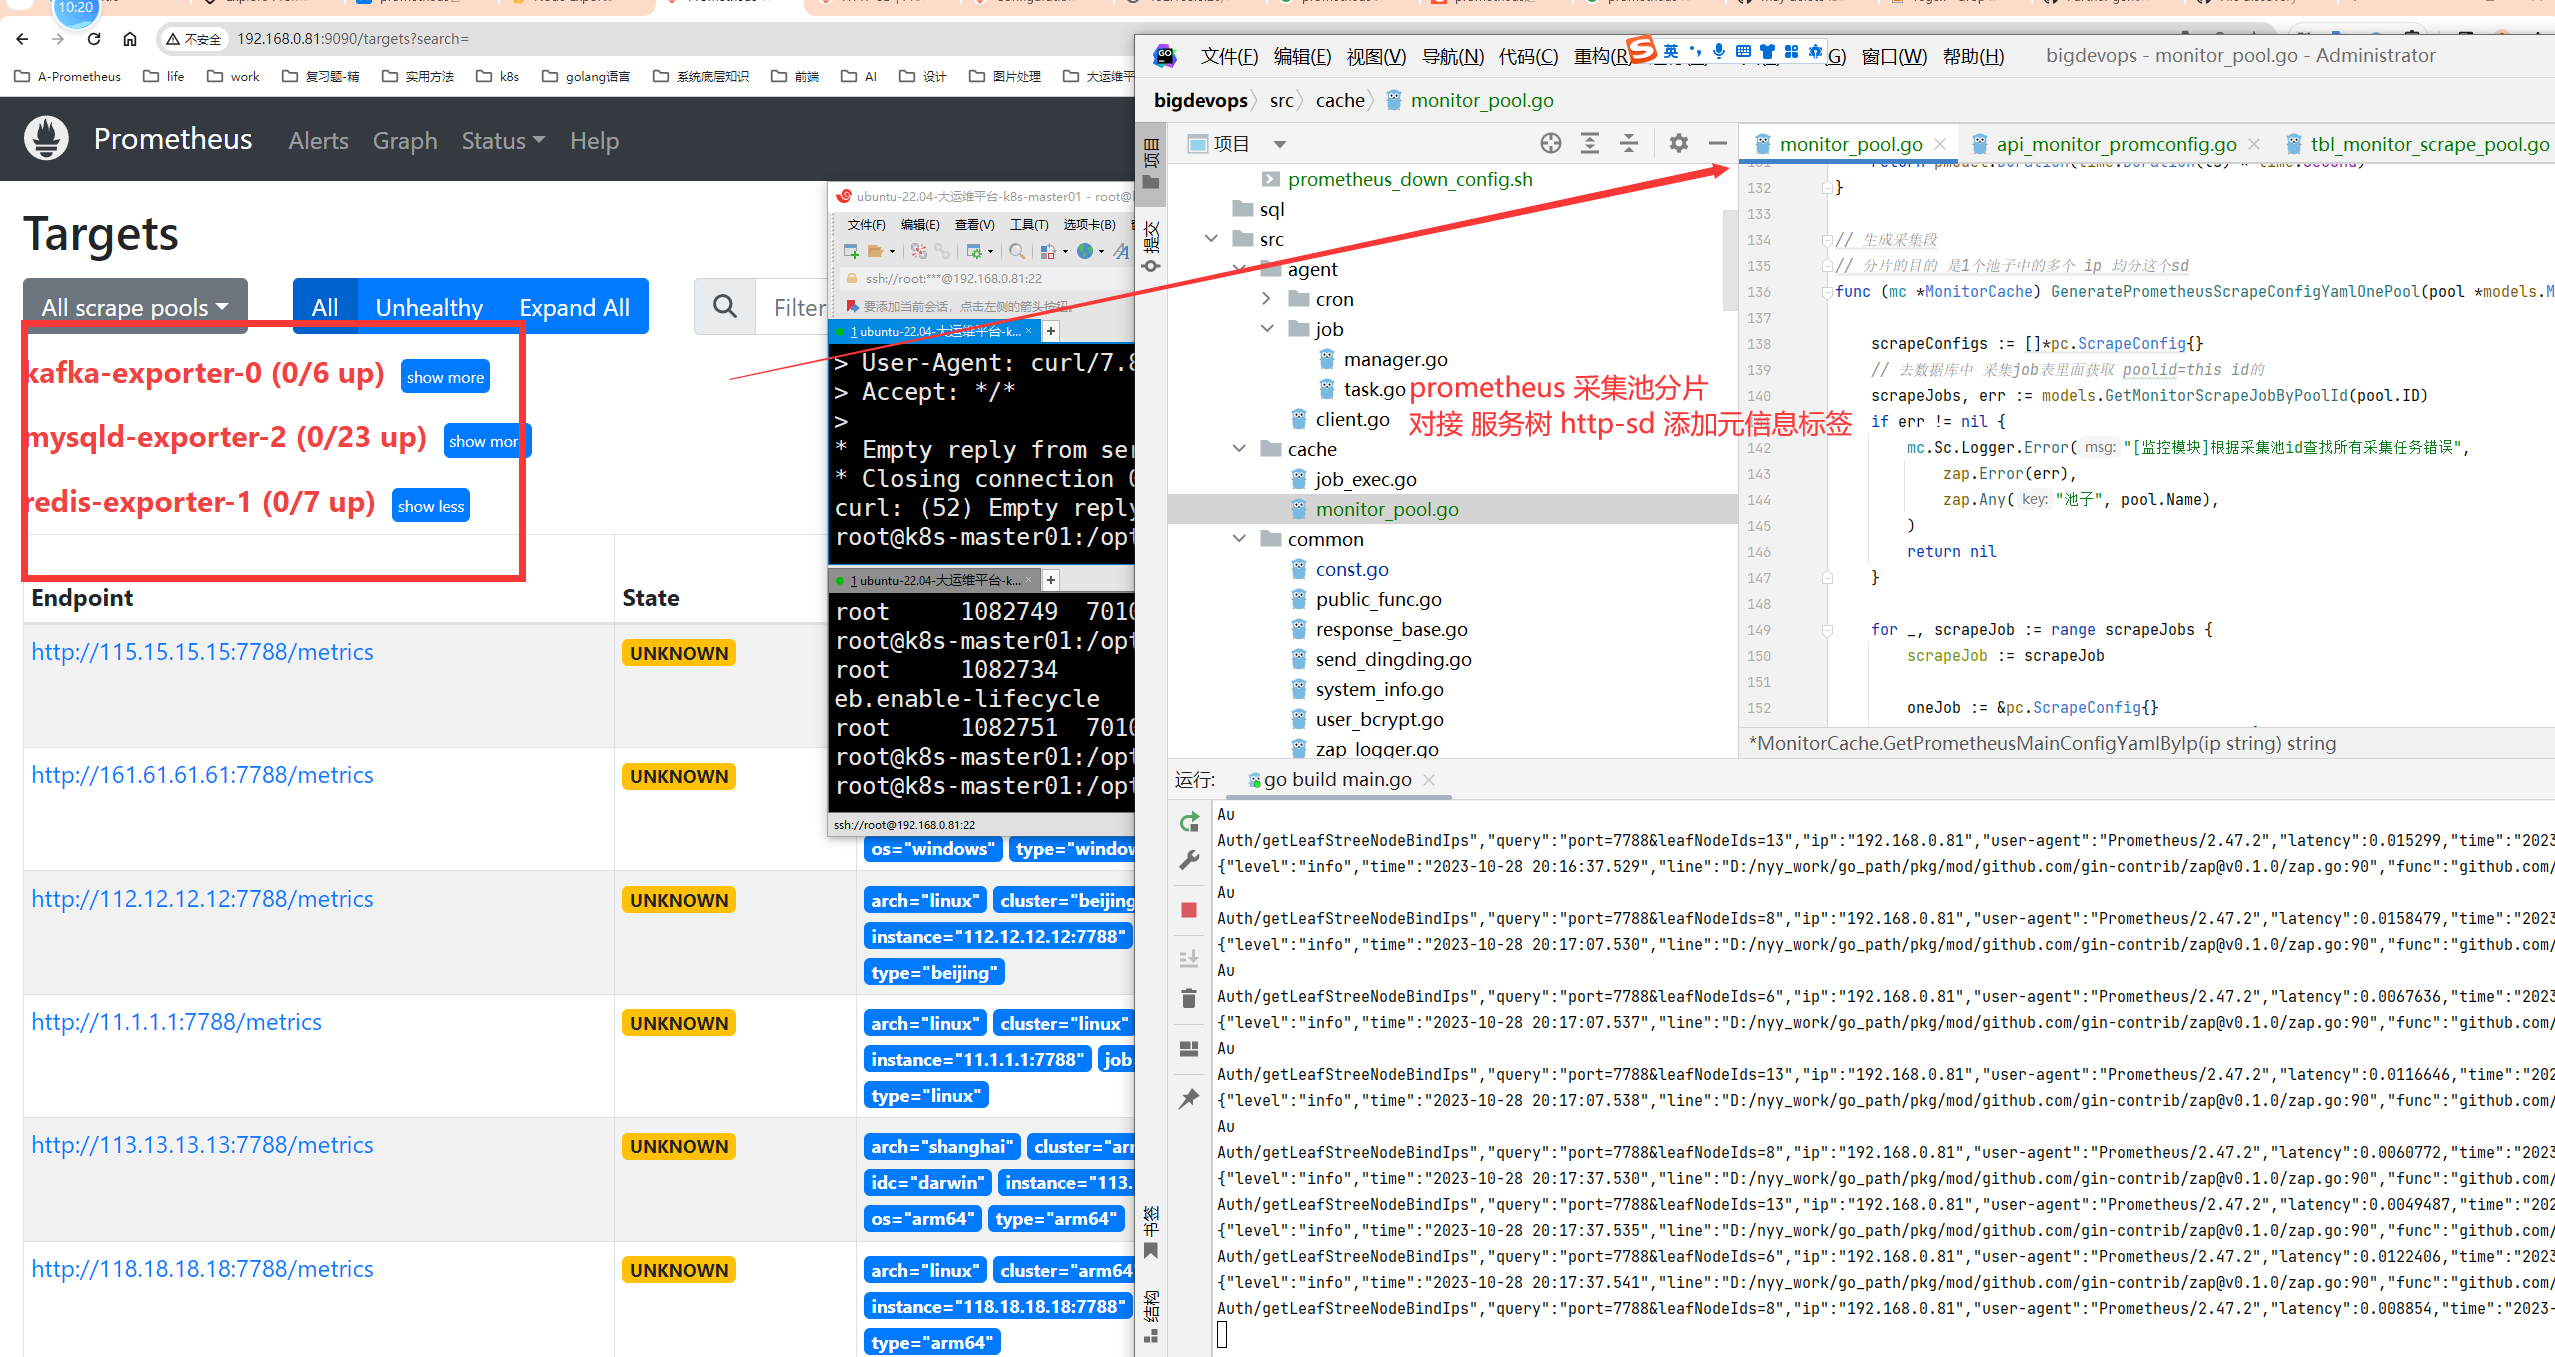 10:20
不安全
192.168.0.81:9090/targets?search=
A-Prometheus
life
work
复习题-精
实用方法
k8s
golang语言
系统底层知识
前端
AI
设计
图片处理
大运维平
Prometheus
Alerts
Graph
Status
Help
Targets
All scrape pools
All
Unhealthy
Expand All
Filter
kafka-exporter-0 (0/6 up)
show more
mysqld-exporter-2 (0/23 up)
show mor
redis-exporter-1 (0/7 up)
show less
Endpoint
State
http://115.15.15.15:7788/metrics
UNKNOWN
http://161.61.61.61:7788/metrics
UNKNOWN
os="windows"
type="window
http://112.12.12.12:7788/metrics
UNKNOWN
arch="linux"
cluster="beijing
instance="112.12.12.12:7788"
type="beijing"
http://11.1.1.1:7788/metrics
UNKNOWN
arch="linux"
cluster="linux"
instance="11.1.1.1:7788"
job
type="linux"
http://113.13.13.13:7788/metrics
UNKNOWN
arch="shanghai"
cluster="arm
idc="darwin"
instance="113.
os="arm64"
type="arm64"
http://118.18.18.18:7788/metrics
UNKNOWN
arch="linux"
cluster="arm64"
instance="118.18.18.18:7788"
type="arm64"
ubuntu-22.04-大运维平台-k8s-master01 - root@
文件(F)
编辑(E)
查看(V)
工具(T)
选项卡(B)
ssh://root:***@192.168.0.81:22
要添加当前会话，点击左侧的箭头按钮。
1 ubuntu-22.04-大运维平台-k...
> User-Agent: curl/7.8
> Accept: */*
>
* Empty reply from ser
* Closing connection 0
curl: (52) Empty reply
root@k8s-master01:/opt
1 ubuntu-22.04-大运维平台-k...
root 1082749 7010
root@k8s-master01:/opt
root 1082734
eb.enable-lifecycle
root 1082751 7010
root@k8s-master01:/opt
root@k8s-master01:/opt
ssh://root@192.168.0.81:22
文件(F)
编辑(E)
视图(V)
导航(N)
代码(C)
重构(R
英
G)
窗口(W)
帮助(H)
bigdevops - monitor_pool.go - Administrator
bigdevops
src
cache
monitor_pool.go
项目
提交
书签
结构
项目
prometheus_down_config.sh
sql
src
agent
cron
job
manager.go
task.go
client.go
cache
job_exec.go
monitor_pool.go
common
const.go
public_func.go
response_base.go
send_dingding.go
system_info.go
user_bcrypt.go
zap_logger.go
prometheus 采集池分片
对接 服务树 http-sd 添加元信息标签
monitor_pool.go
api_monitor_promconfig.go
tbl_monitor_scrape_pool.go
132 }
133
134 // 生成采集段
135 // 分片的目的 是1个池子中的多个 ip 均分这个sd
136 func (mc *MonitorCache) GeneratePrometheusScrapeConfigYamlOnePool(pool *models.M
137
138 scrapeConfigs := []*pc.ScrapeConfig{}
139 // 去数据库中 采集job表里面获取 poolid=this id的
140 scrapeJobs, err := models.GetMonitorScrapeJobByPoolId(pool.ID)
if err != nil {
142 mc.Sc.Logger.Error( msg: "[监控模块]根据采集池id查找所有采集任务错误",
143 zap.Error(err),
144 zap.Any( key: "池子", pool.Name),
145 )
146 return nil
147 }
148
149 for _, scrapeJob := range scrapeJobs {
150 scrapeJob := scrapeJob
151
152 oneJob := &pc.ScrapeConfig{}
*MonitorCache.GetPrometheusMainConfigYamlByIp(ip string) string
运行:
go build main.go
Au
Auth/getLeafStreeNodeBindIps","query":"port=7788&leafNodeIds=13","ip":"192.168.0.81","user-agent":"Prometheus/2.47.2","latency":0.015299,"time":"2023
{"level":"info","time":"2023-10-28 20:16:37.529","line":"D:/nyy_work/go_path/pkg/mod/github.com/gin-contrib/zap@v0.1.0/zap.go:90","func":"github.com/
Au
Auth/getLeafStreeNodeBindIps","query":"port=7788&leafNodeIds=8","ip":"192.168.0.81","user-agent":"Prometheus/2.47.2","latency":0.0158479,"time":"2023
{"level":"info","time":"2023-10-28 20:17:07.530","line":"D:/nyy_work/go_path/pkg/mod/github.com/gin-contrib/zap@v0.1.0/zap.go:90","func":"github.com/
Au
Auth/getLeafStreeNodeBindIps","query":"port=7788&leafNodeIds=6","ip":"192.168.0.81","user-agent":"Prometheus/2.47.2","latency":0.0067636,"time":"2023
{"level":"info","time":"2023-10-28 20:17:07.537","line":"D:/nyy_work/go_path/pkg/mod/github.com/gin-contrib/zap@v0.1.0/zap.go:90","func":"github.com/
Au
Auth/getLeafStreeNodeBindIps","query":"port=7788&leafNodeIds=13","ip":"192.168.0.81","user-agent":"Prometheus/2.47.2","latency":0.0116646,"time":"202
{"level":"info","time":"2023-10-28 20:17:07.538","line":"D:/nyy_work/go_path/pkg/mod/github.com/gin-contrib/zap@v0.1.0/zap.go:90","func":"github.com/
Au
Auth/getLeafStreeNodeBindIps","query":"port=7788&leafNodeIds=8","ip":"192.168.0.81","user-agent":"Prometheus/2.47.2","latency":0.0060772,"time":"2023
{"level":"info","time":"2023-10-28 20:17:37.530","line":"D:/nyy_work/go_path/pkg/mod/github.com/gin-contrib/zap@v0.1.0/zap.go:90","func":"github.com/
Auth/getLeafStreeNodeBindIps","query":"port=7788&leafNodeIds=13","ip":"192.168.0.81","user-agent":"Prometheus/2.47.2","latency":0.0049487,"time":"202
{"level":"info","time":"2023-10-28 20:17:37.535","line":"D:/nyy_work/go_path/pkg/mod/github.com/gin-contrib/zap@v0.1.0/zap.go:90","func":"github.com/
Auth/getLeafStreeNodeBindIps","query":"port=7788&leafNodeIds=6","ip":"192.168.0.81","user-agent":"Prometheus/2.47.2","latency":0.0122406,"time":"2023
{"level":"info","time":"2023-10-28 20:17:37.541","line":"D:/nyy_work/go_path/pkg/mod/github.com/gin-contrib/zap@v0.1.0/zap.go:90","func":"github.com/
Auth/getLeafStreeNodeBindIps","query":"port=7788&leafNodeIds=8","ip":"192.168.0.81","user-agent":"Prometheus/2.47.2","latency":0.008854,"time":"2023-